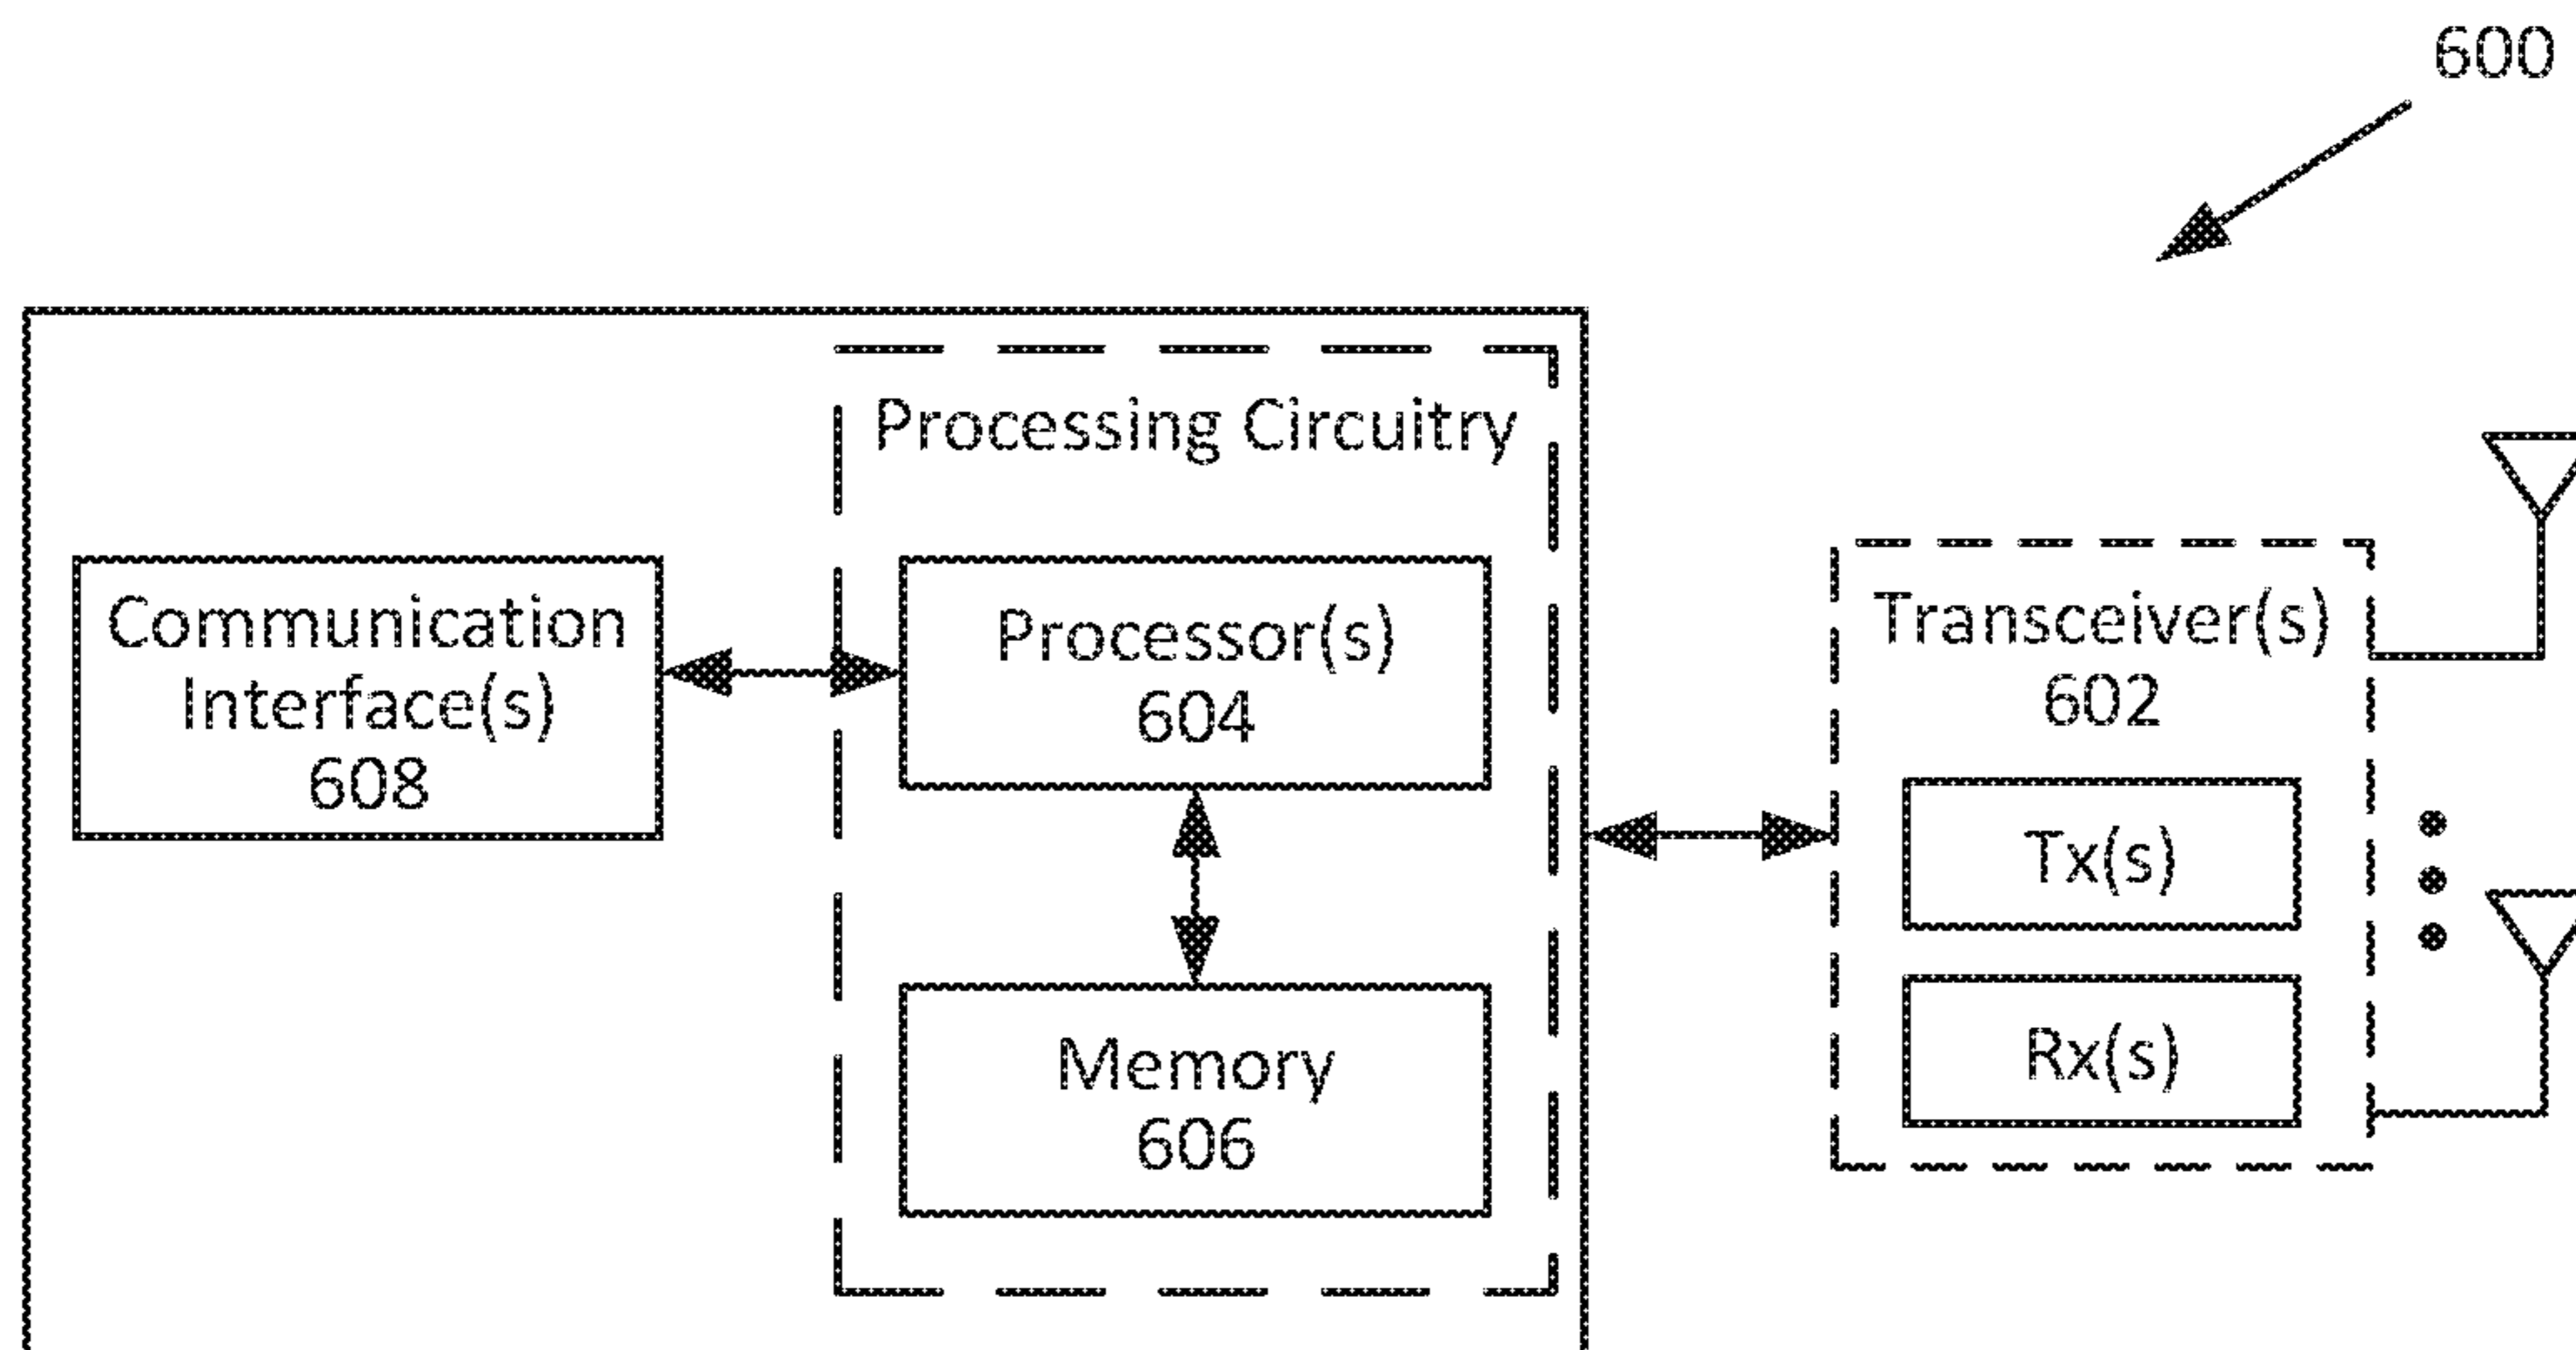 600
Processing Circuitry
Communication
Interface(s)
608
Processor(s)
604
Memory
606
Transceiver(s)
602
Tx(s)
Rx(s)